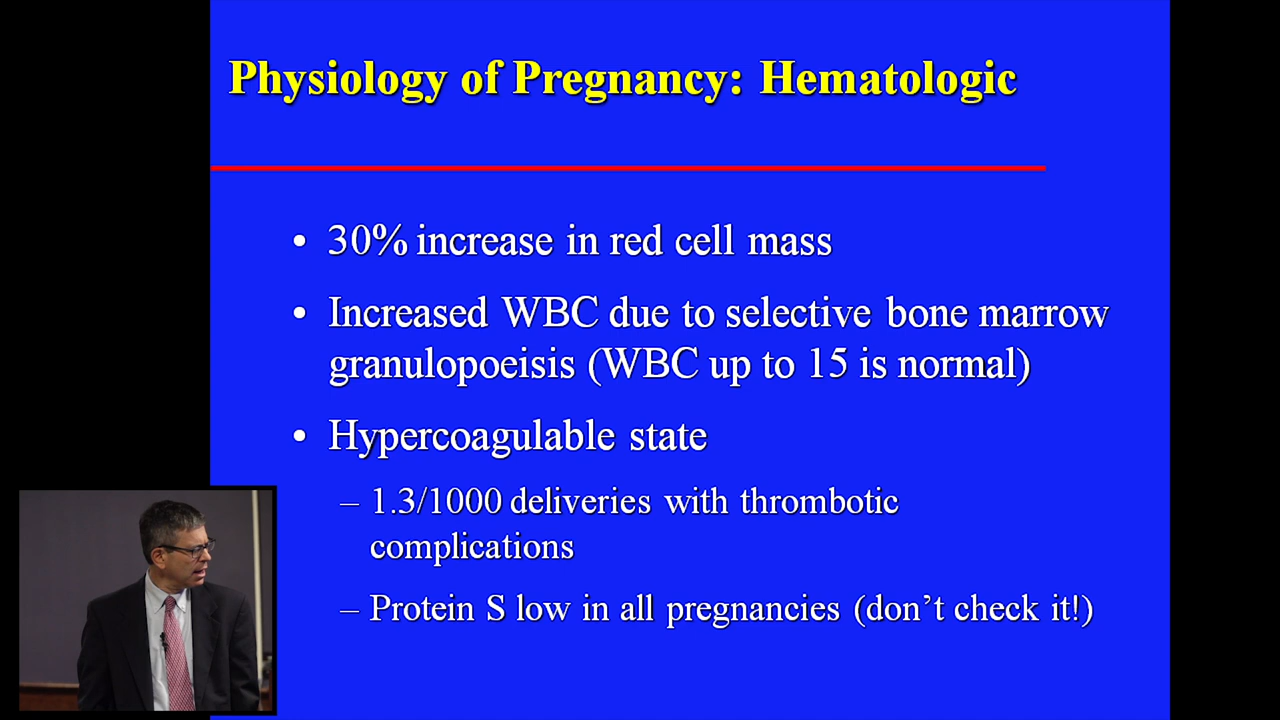 Physiology of Pregnancy: Hematologic
• 30% increase in red cell mass
• Increased WBC due to selective bone marrow
granulopoeisis (WBC up to 15 is normal)
• Hypercoagulable state
– 1.3/1000 deliveries with thrombotic
complications
– Protein S low in all pregnancies (don’t check it!)